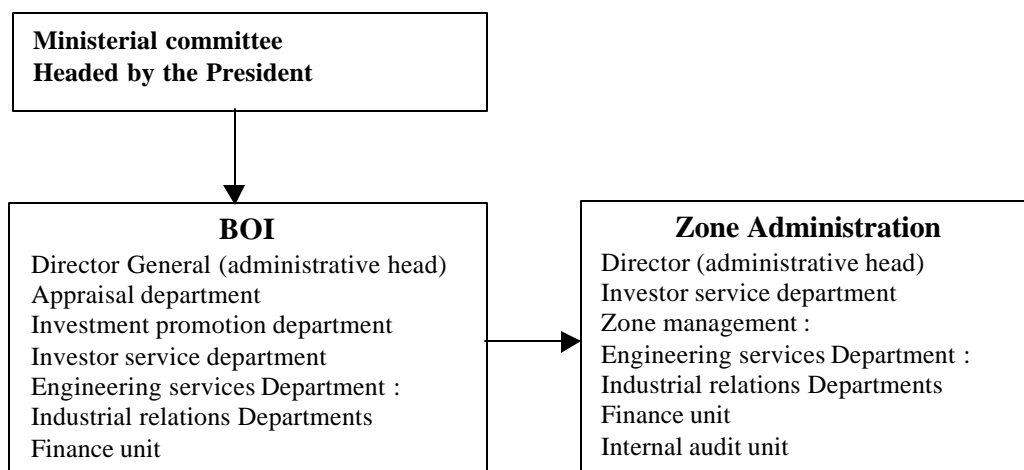 Ministerial committee
Headed by the President
BOI
Director General (administrative head)
Appraisal department
Investment promotion department
Investor service department
Engineering services Department :
Industrial relations Departments
Finance unit
Zone Administration
Director (administrative head)
Investor service department
Zone management :
Engineering services Department :
Industrial relations Departments
Finance unit
Internal audit unit